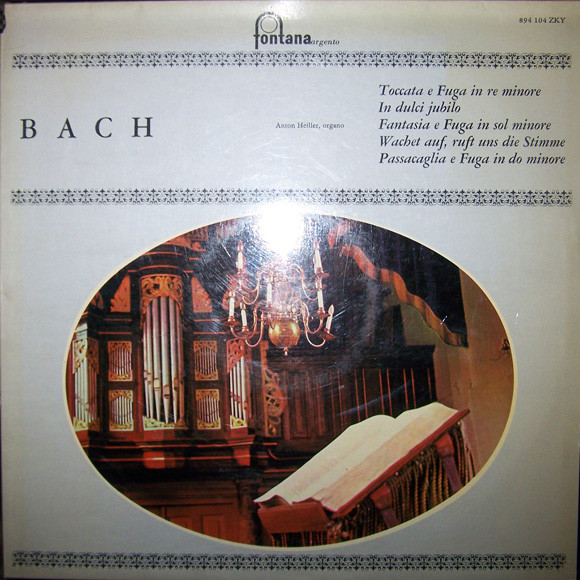 fontana argento
894 104 ZKY
BACH
Anton Heiller, organo
Toccata e Fuga in re minore
In dulci jubilo
Fantasia e Fuga in sol minore
Wachet auf, ruft uns die Stimme
Passacaglia e Fuga in do minore